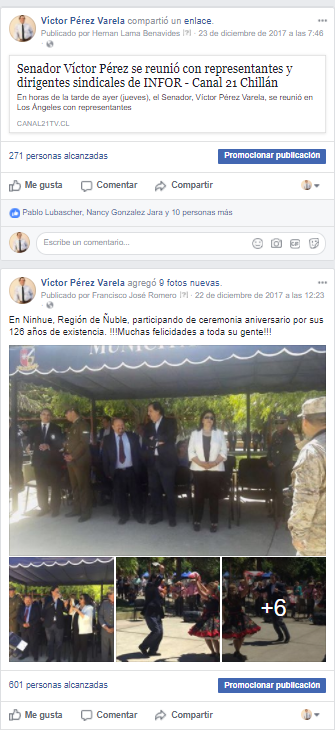 Víctor Pérez Varela compartió un enlace.
Publicado por Hernan Lama Benavides [?] · 23 de diciembre de 2017 a las 7:46
Senador Víctor Pérez se reunió con representantes y
dirigentes sindicales de INFOR - Canal 21 Chillán
En horas de la tarde de ayer (jueves), el Senador, Víctor Pérez Varela, se reunió en
Los Ángeles con representantes
CANAL21TV.CL
271 personas alcanzadas
Promocionar publicación
Me gusta
Comentar
Compartir
Pablo Lubascher, Nancy Gonzalez Jara y 10 personas más
Escribe un comentario...
GIF
Víctor Pérez Varela agregó 9 fotos nuevas.
Publicado por Francisco José Romero [?] · 22 de diciembre de 2017 a las 12:23
En Ninhue, Región de Ñuble, participando de ceremonia aniversario por sus
126 años de existencia. !!!Muchas felicidades a toda su gente!!!
+6
601 personas alcanzadas
Promocionar publicación
Me gusta
Comentar
Compartir